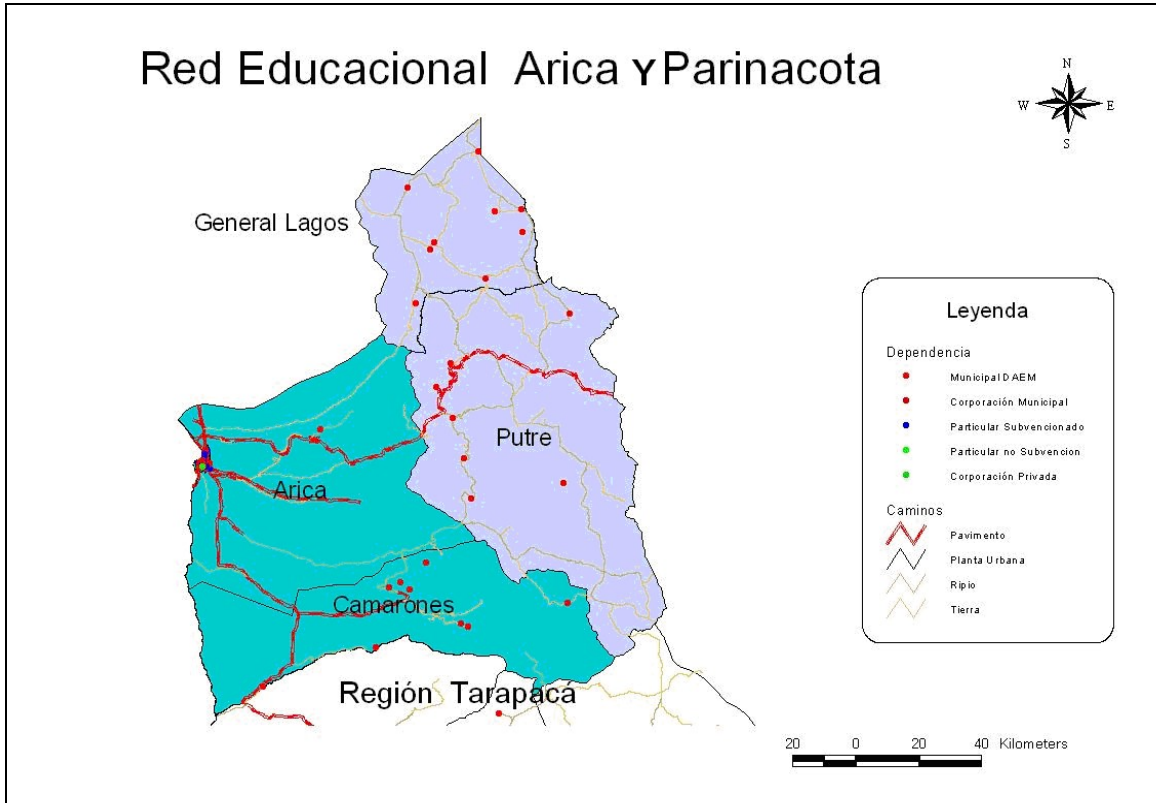 Red Educacional Arica Y Parinacota
N
W E
S
General Lagos
Putre
Arica
Camarones
Región Tarapacá
Leyenda
Dependencia
Municipal DAEM
Corporación Municipal
Particular Subvencionado
Particular no Subvencion
Corporación Privada
Caminos
Pavimento
Planta Urbana
Ripio
Tierra
20 0 20 40 Kilometers